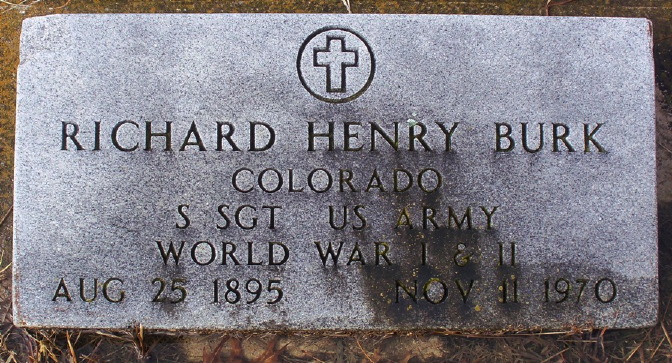 RICHARD HENRY BURK
COLORADO
S SGT US ARMY
WORLD WAR I & II
AUG 25 1895 NOV 11 1970